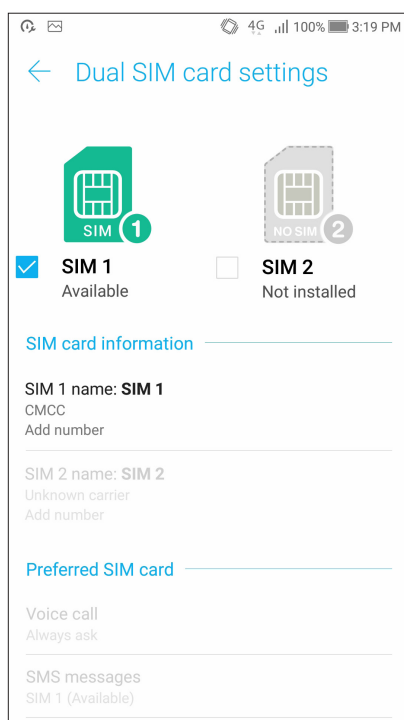 4G 100% 3:19 PM
Dual SIM card settings
SIM 1
NO SIM 2
SIM 1
Available
SIM 2
Not installed
SIM card information
SIM 1 name: SIM 1
CMCC
Add number
SIM 2 name: SIM 2
Unknown carrier
Add number
Preferred SIM card
Voice call
Always ask
SMS messages
SIM 1 (Available)